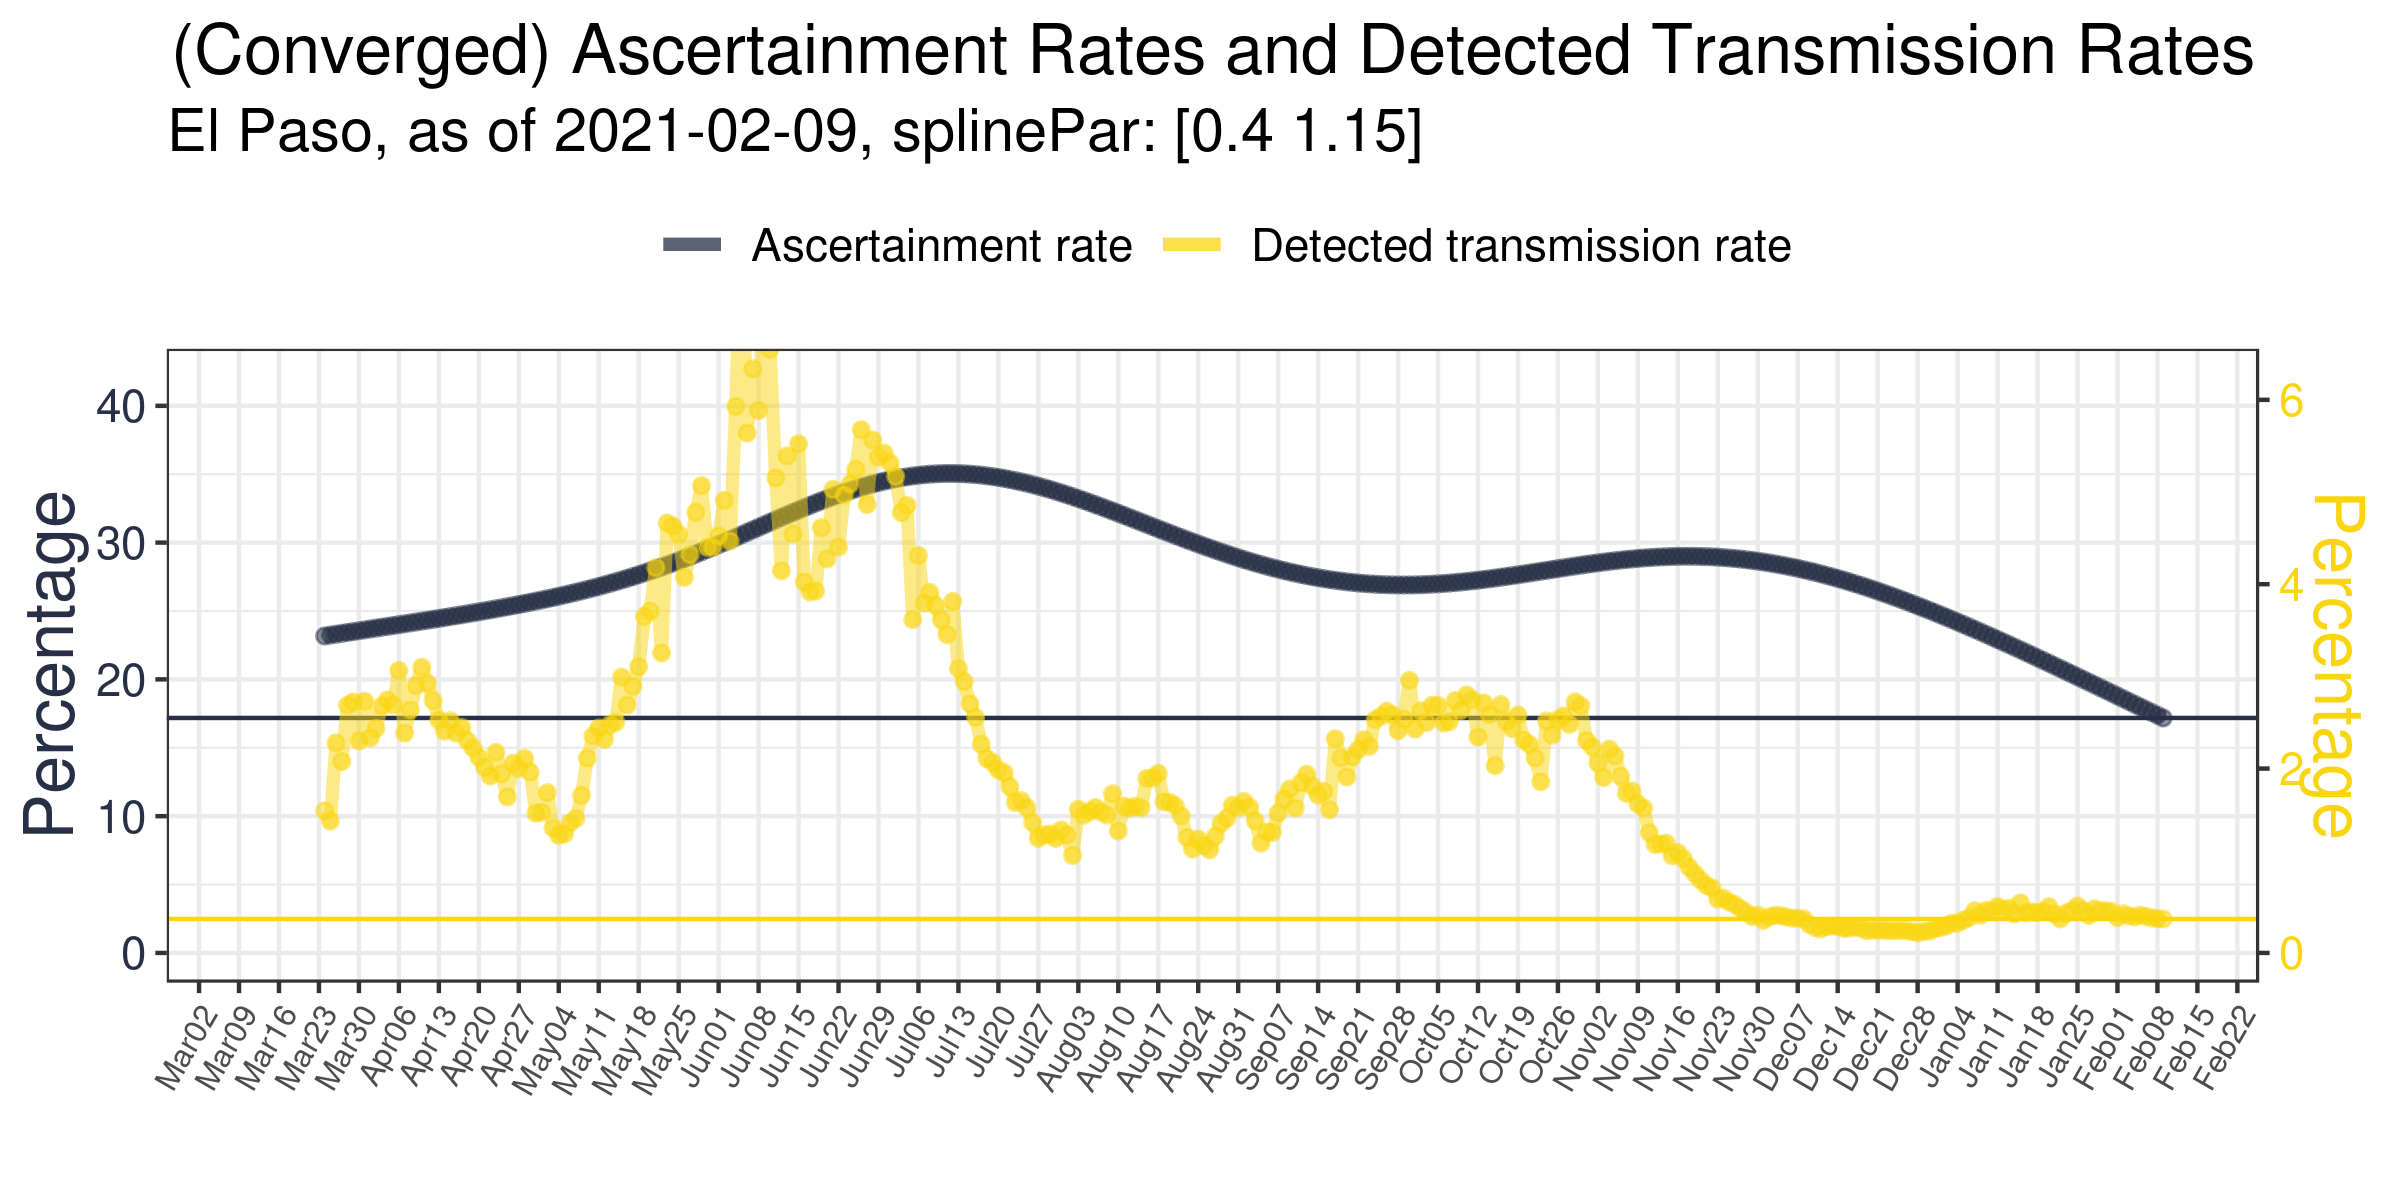 (Converged) Ascertainment Rates and Detected Transmission Rates
El Paso, as of 2021-02-09, splinePar: [0.4 1.15]
Ascertainment rate Detected transmission rate
Percentage
40
30
20
10
0
6
4
2
0
Percentage
Mar02 Mar09 Mar16 Mar23 Mar30 Apr06 Apr13 Apr20 Apr27 May04 May11 May18 May25 Jun01 Jun08 Jun15 Jun22 Jun29 Jul06 Jul13 Jul20 Jul27 Aug03 Aug10 Aug17 Aug24 Aug31 Sep07 Sep14 Sep21 Sep28 Oct05 Oct12 Oct19 Oct26 Nov02 Nov09 Nov16 Nov23 Nov30 Dec07 Dec14 Dec21 Dec28 Jan04 Jan11 Jan18 Jan25 Feb01 Feb08 Feb15 Feb22